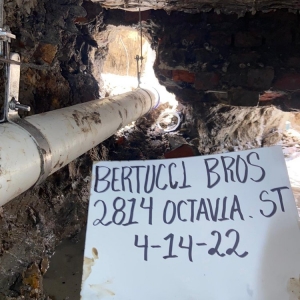 BERTUCCI BROS
2814 OCTAVIA. ST
4-14-22